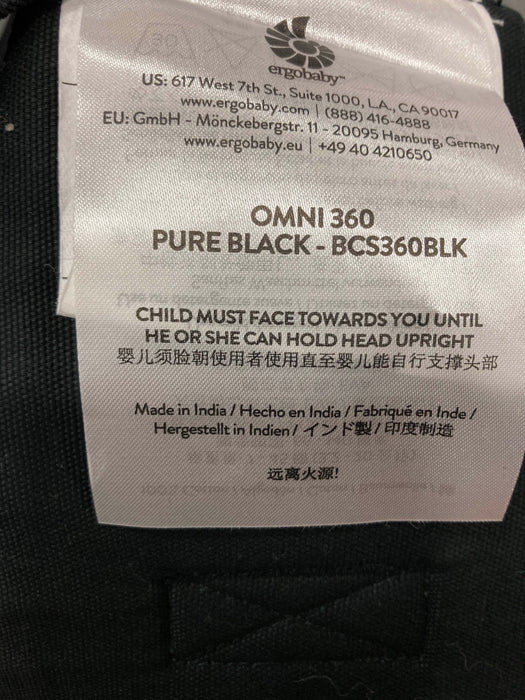 ergobaby™
US: 617 West 7th St., Suite 1000, L.A., CA 90017
www.ergobaby.com | (888) 416-4888
EU: GmbH - Mönckebergstr. 11 - 20095 Hamburg, Germany
www.ergobaby.eu | +49 40 4210650
OMNI 360
PURE BLACK - BCS360BLK
CHILD MUST FACE TOWARDS YOU UNTIL
HE OR SHE CAN HOLD HEAD UPRIGHT
婴儿须脸朝使用者使用直至婴儿能自行支撑头部
Made in India / Hecho en India / Fabriqué en Inde /
Hergestellt in Indien / インド製 / 印度制造
远离火源!